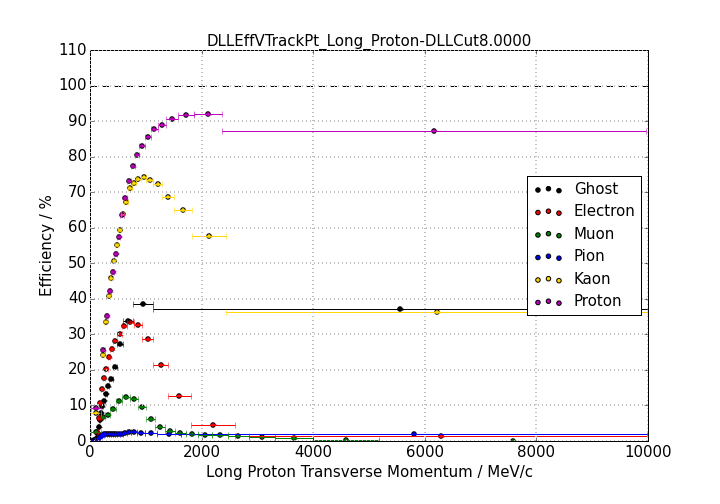 DLLEffVTrackPt_Long_Proton-DLLCut8.0000
Efficiency / %
110
100
90
80
70
60
50
40
30
20
10
0
Ghost
Electron
Muon
Pion
Kaon
Proton
0 2000 4000 6000 8000 10000
Long Proton Transverse Momentum / MeV/c